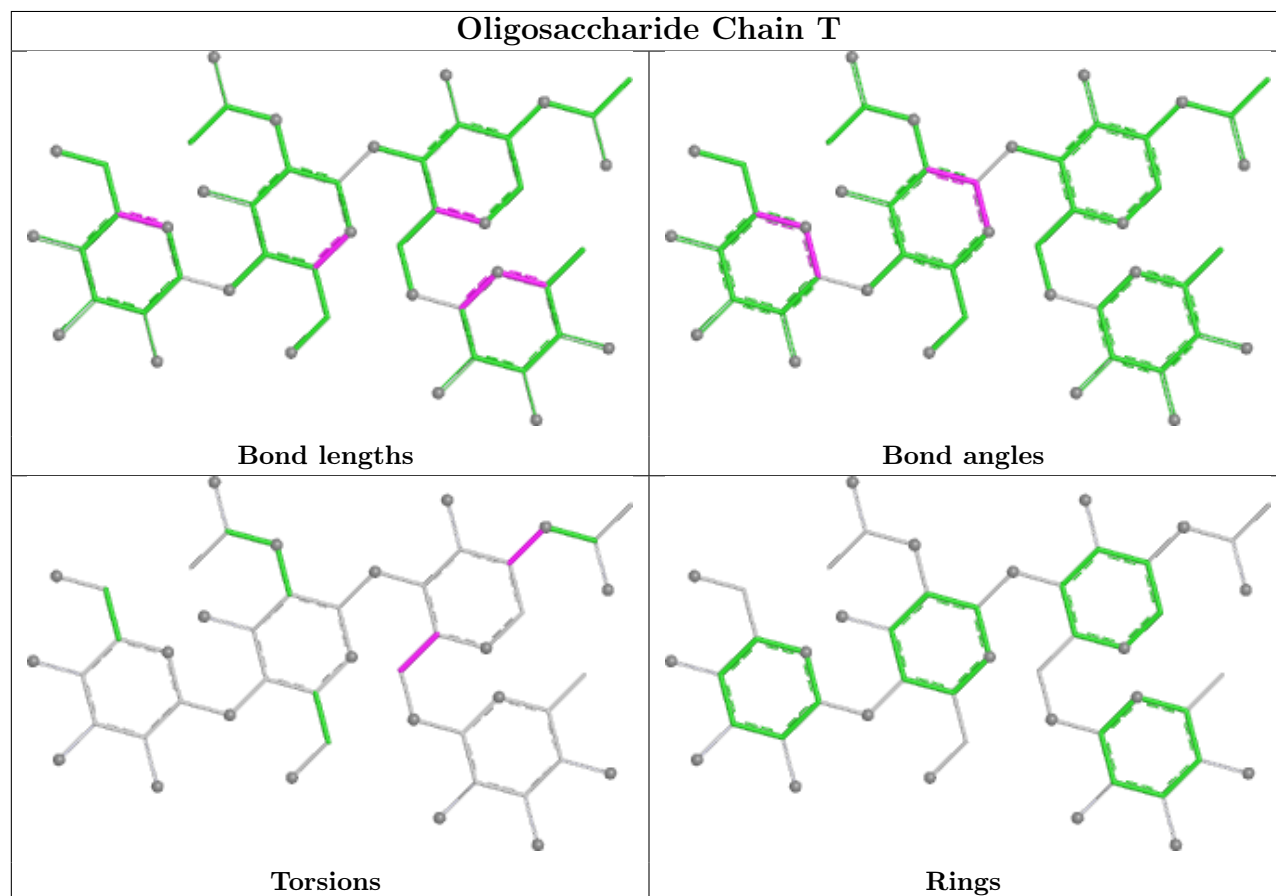 Oligosaccharide Chain T
Bond lengths
Bond angles
Torsions
Rings